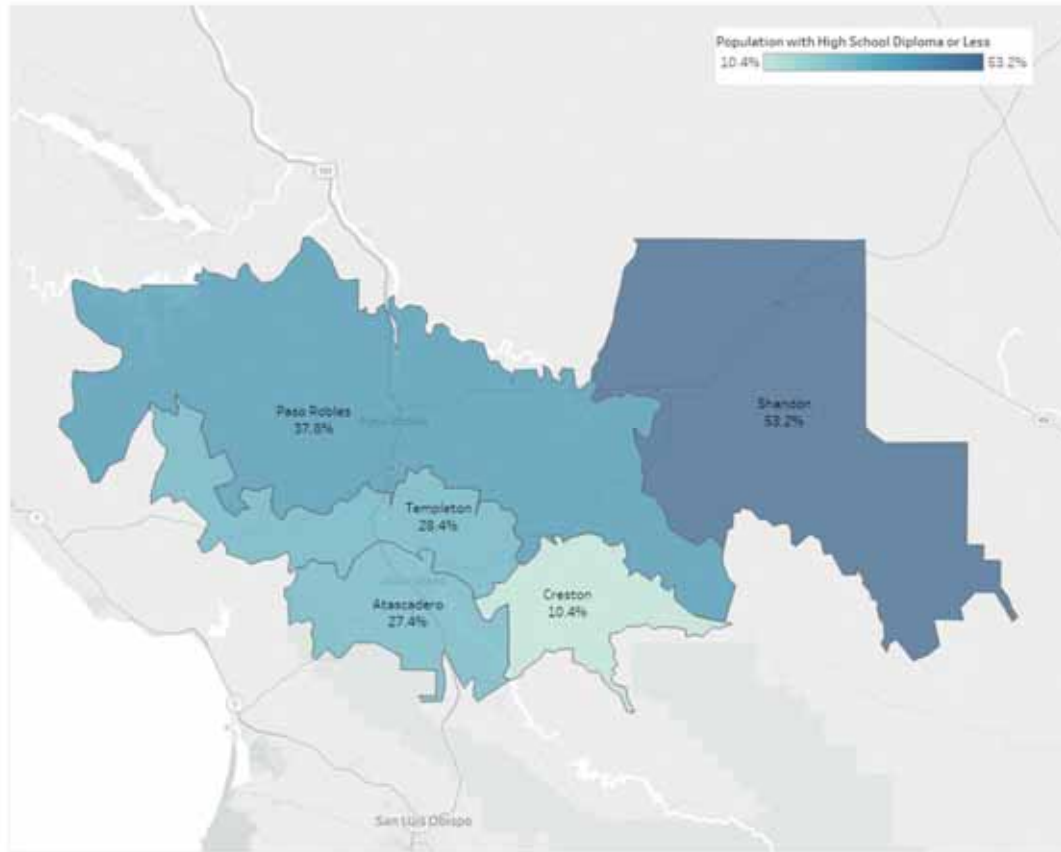 Population with High School Diploma or Less
10.4% 53.2%
101
Paso Robles
37.8%
Shandon
53.2%
Templeton
28.4%
Atascadero
27.4%
Creston
10.4%
San Luis Obispo